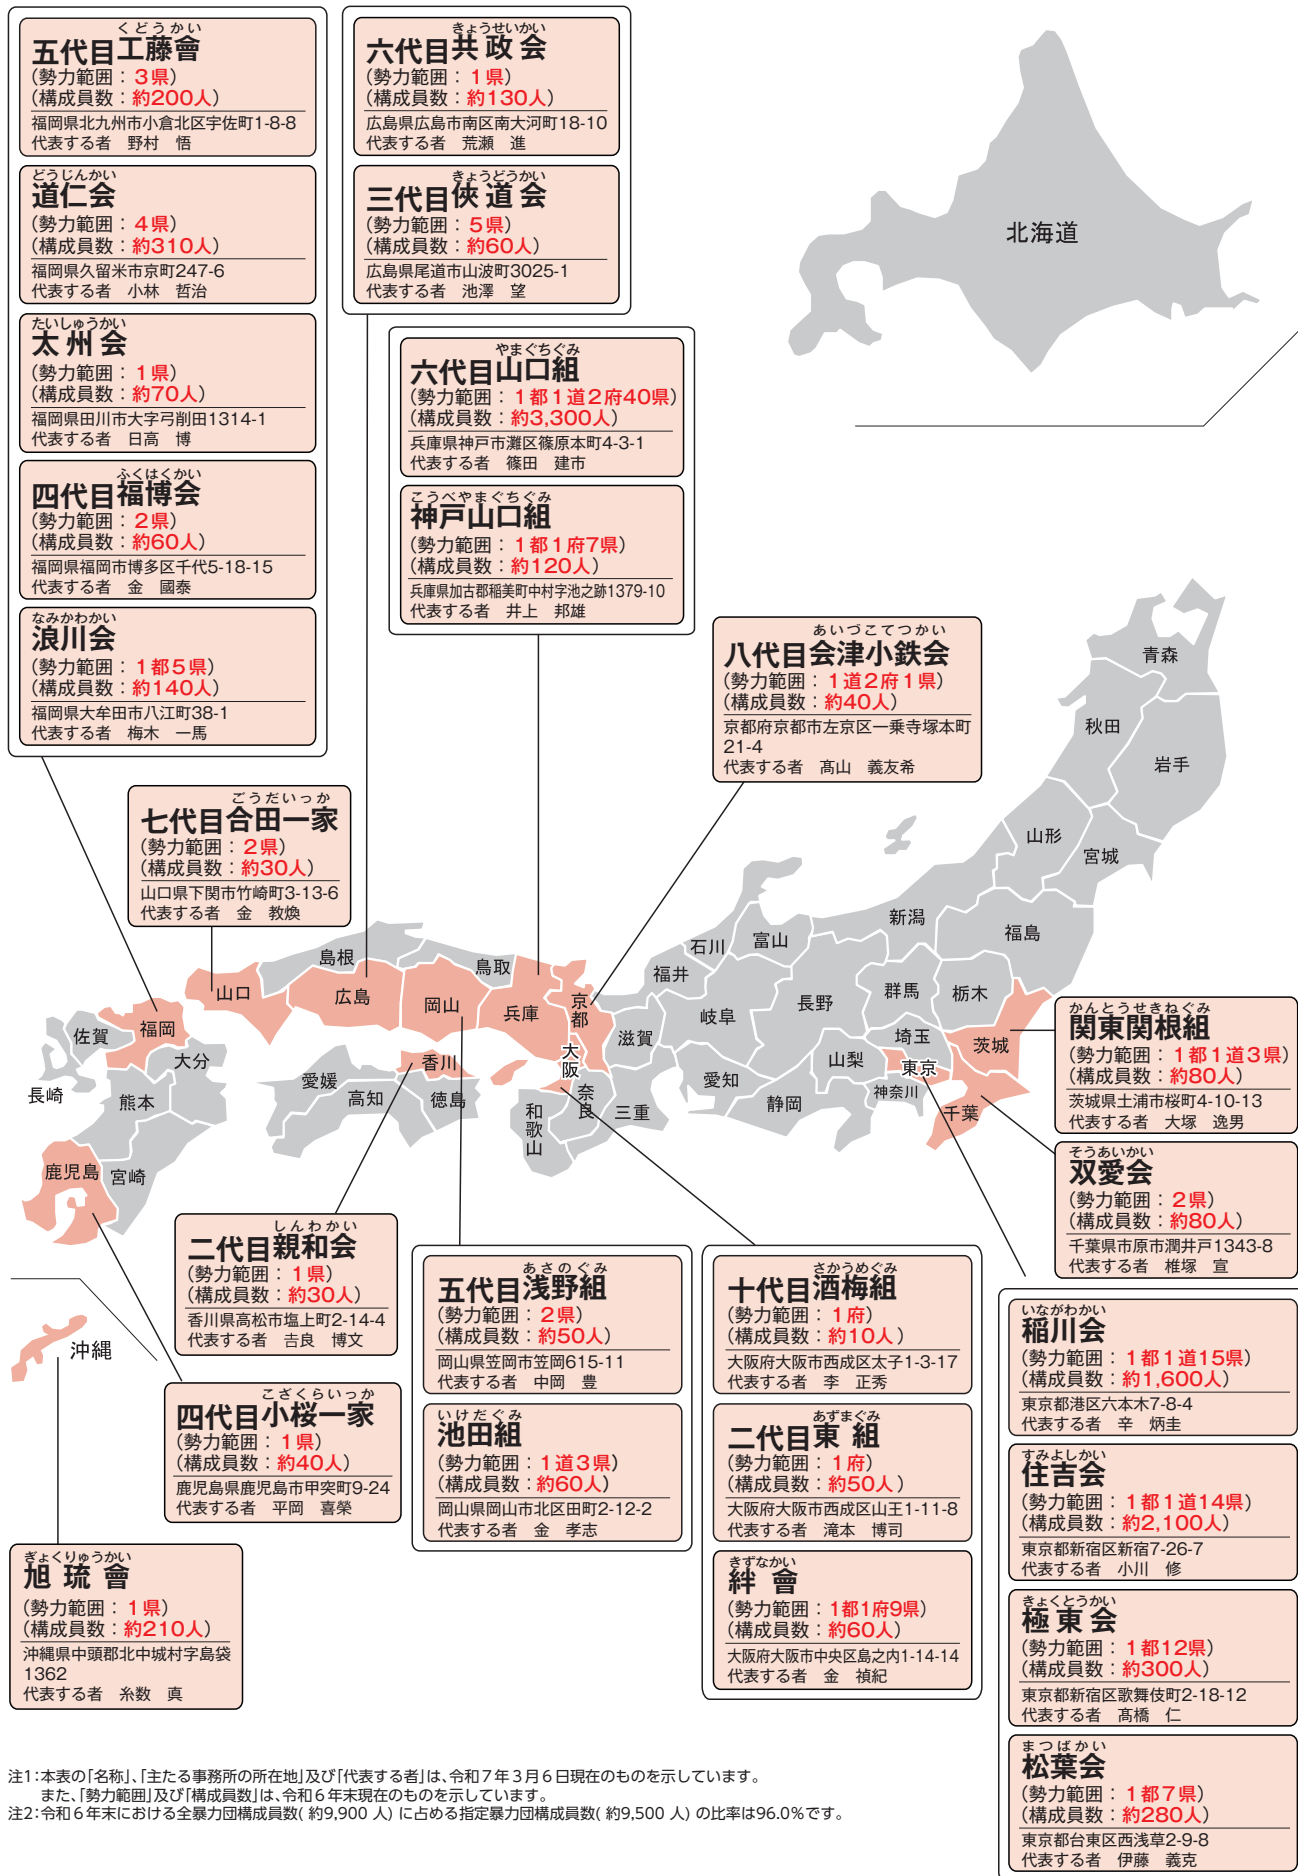 くどうかい
五代目工藤會
(勢力範囲：3県)
(構成員数：約200人)
福岡県北九州市小倉北区宇佐町1-8-8
代表する者 野村 悟
どうじんかい
道仁会
(勢力範囲：4県)
(構成員数：約310人)
福岡県久留米市京町247-6
代表する者 小林 哲治
たいしゅうかい
太州会
(勢力範囲：1県)
(構成員数：約70人)
福岡県田川市大字弓削田1314-1
代表する者 日高 博
ふくはくかい
四代目福博会
(勢力範囲：2県)
(構成員数：約60人)
福岡県福岡市博多区千代5-18-15
代表する者 金 國泰
なみかわかい
浪川会
(勢力範囲：1都5県)
(構成員数：約140人)
福岡県大牟田市八江町38-1
代表する者 梅木 一馬
きょうせいかい
六代目共政会
(勢力範囲：1県)
(構成員数：約130人)
広島県広島市南区南大河町18-10
代表する者 荒瀬 進
きょうどうかい
三代目俠道会
(勢力範囲：5県)
(構成員数：約60人)
広島県尾道市山波町3025-1
代表する者 池澤 望
やまぐちぐみ
六代目山口組
(勢力範囲：1都1道2府40県)
(構成員数：約3,300人)
兵庫県神戸市灘区篠原本町4-3-1
代表する者 篠田 建市
こうべやまぐちぐみ
神戸山口組
(勢力範囲：1都1府7県)
(構成員数：約120人)
兵庫県加古郡稲美町中村字池之跡1379-10
代表する者 井上 邦雄
あいづこてつかい
八代目会津小鉄会
(勢力範囲：1道2府1県)
(構成員数：約40人)
京都府京都市左京区一乗寺塚本町
21-4
代表する者 髙山 義友希
ごうだいっか
七代目合田一家
(勢力範囲：2県)
(構成員数：約30人)
山口県下関市竹崎町3-13-6
代表する者 金 教煥
北海道
青森
秋田
岩手
山形
宮城
新潟
福島
石川
富山
福井
長野
群馬
栃木
岐阜
埼玉
茨城
山梨
東京
神奈川
千葉
愛知
静岡
滋賀
三重
京都
大阪
奈良
和歌山
兵庫
鳥取
島根
岡山
広島
山口
香川
愛媛
高知
徳島
福岡
佐賀
大分
長崎
熊本
宮崎
鹿児島
沖縄
かんとうせきねぐみ
関東関根組
(勢力範囲：1都1道3県)
(構成員数：約80人)
茨城県土浦市桜町4-10-13
代表する者 大塚 逸男
そうあいかい
双愛会
(勢力範囲：2県)
(構成員数：約80人)
千葉県市原市潤井戸1343-8
代表する者 椎塚 宣
しんわかい
二代目親和会
(勢力範囲：1県)
(構成員数：約30人)
香川県高松市塩上町2-14-4
代表する者 吉良 博文
こざくらいっか
四代目小桜一家
(勢力範囲：1県)
(構成員数：約40人)
鹿児島県鹿児島市甲突町9-24
代表する者 平岡 喜榮
ぎょくりゅうかい
旭琉會
(勢力範囲：1県)
(構成員数：約210人)
沖縄県中頭郡北中城村字島袋
1362
代表する者 糸数 真
あさのぐみ
五代目浅野組
(勢力範囲：2県)
(構成員数：約50人)
岡山県笠岡市笠岡615-11
代表する者 中岡 豊
いけだぐみ
池田組
(勢力範囲：1道3県)
(構成員数：約60人)
岡山県岡山市北区田町2-12-2
代表する者 金 孝志
さかうめぐみ
十代目酒梅組
(勢力範囲：1府)
(構成員数：約10人)
大阪府大阪市西成区太子1-3-17
代表する者 李 正秀
あずまぐみ
二代目東組
(勢力範囲：1府)
(構成員数：約50人)
大阪府大阪市西成区山王1-11-8
代表する者 滝本 博司
きずなかい
絆會
(勢力範囲：1都1府9県)
(構成員数：約60人)
大阪府大阪市中央区島之内1-14-14
代表する者 金 禎紀
いながわかい
稲川会
(勢力範囲：1都1道15県)
(構成員数：約1,600人)
東京都港区六本木7-8-4
代表する者 辛 炳圭
すみよしかい
住吉会
(勢力範囲：1都1道14県)
(構成員数：約2,100人)
東京都新宿区新宿7-26-7
代表する者 小川 修
きょくとうかい
極東会
(勢力範囲：1都12県)
(構成員数：約300人)
東京都新宿区歌舞伎町2-18-12
代表する者 髙橋 仁
まつばかい
松葉会
(勢力範囲：1都7県)
(構成員数：約280人)
東京都台東区西浅草2-9-8
代表する者 伊藤 義克
注1：本表の「名称」、「主たる事務所の所在地」及び「代表する者」は、令和7年3月6日現在のものを示しています。
また、「勢力範囲」及び「構成員数」は、令和6年末現在のものを示しています。
注2：令和6年末における全暴力団構成員数(約9,900人)に占める指定暴力団構成員数(約9,500人)の比率は96.0%です。